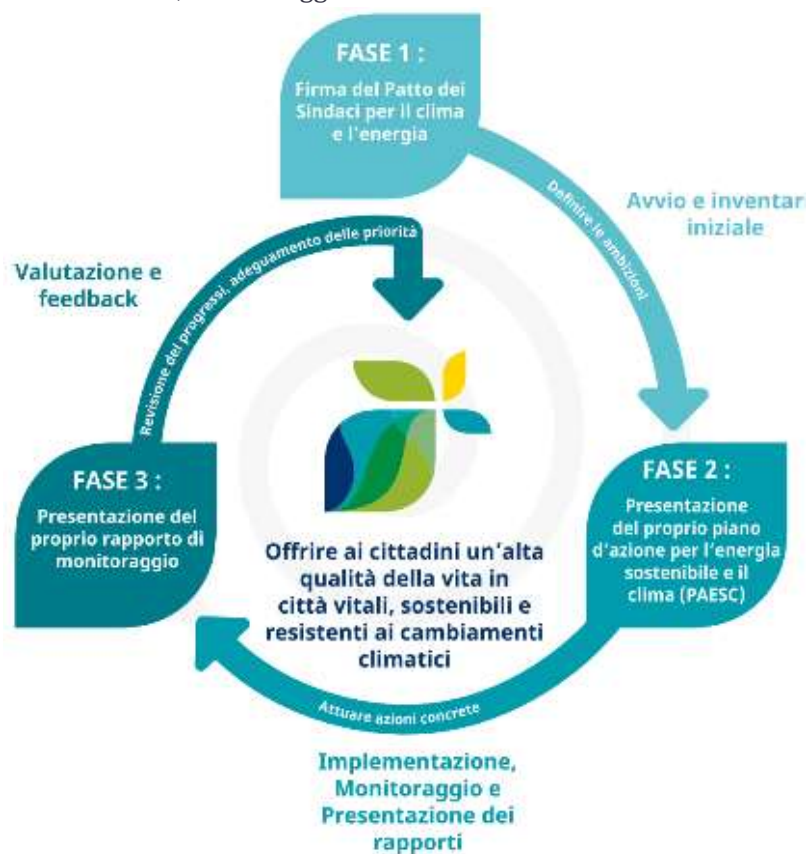 FASE 1 :
Firma del Patto dei
Sindaci per il clima
e l'energia
Definire le ambizioni
Avvio e inventar
iniziale
FASE 2 :
Presentazione
del proprio piano
d'azione per l'energia
sostenibile e il
clima (PAESC)
Attuare azioni concrete
Implementazione,
Monitoraggio e
Presentazione dei
rapporti
FASE 3 :
Presentazione del
proprio rapporto di
monitoraggio
Revisione dei progressi, adeguamento delle priorità
Valutazione e
feedback
Offrire ai cittadini un'alta
qualità della vita in
città vitali, sostenibili e
resistenti ai cambiamenti
climatici